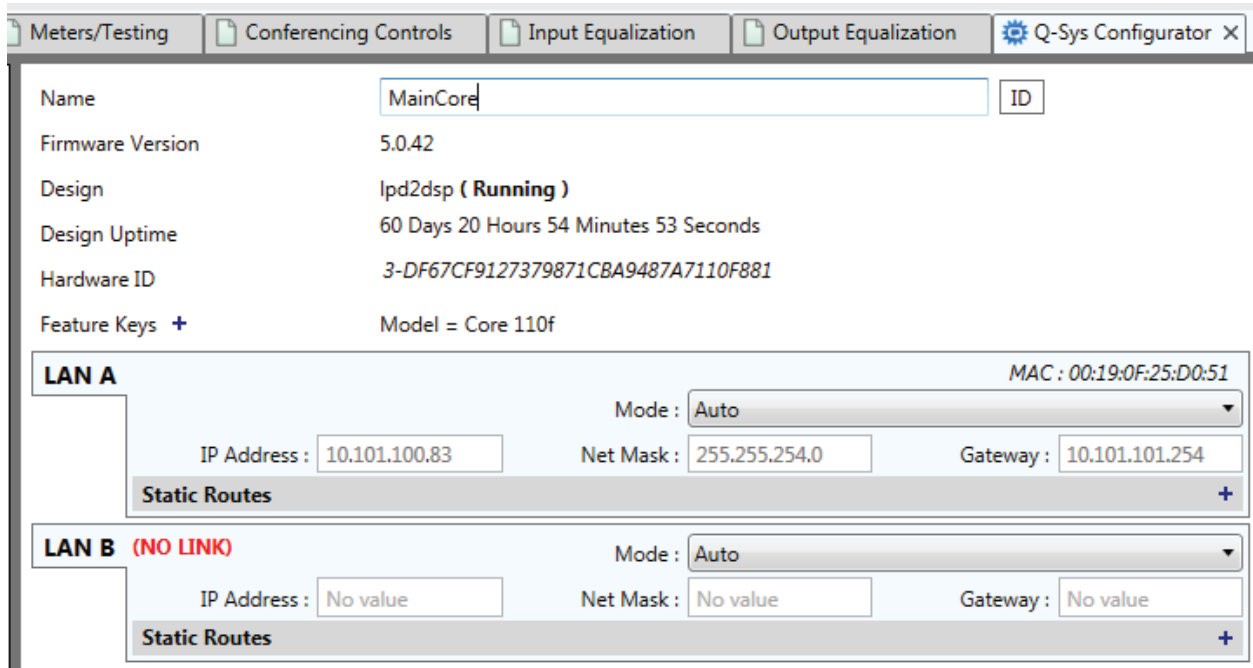 Meters/Testing Conferencing Controls Input Equalization Output Equalization Q-Sys Configurator
Name MainCore ID
Firmware Version 5.0.42
Design lpd2dsp ( Running )
Design Uptime 60 Days 20 Hours 54 Minutes 53 Seconds
Hardware ID 3-DF67CF9127379871CBA9487A7110F881
Feature Keys + Model = Core 110f
LAN A MAC : 00:19:0F:25:D0:51
Mode : Auto
IP Address : 10.101.100.83 Net Mask : 255.255.254.0 Gateway : 10.101.101.254
Static Routes +
LAN B (NO LINK) Mode : Auto
IP Address : No value Net Mask : No value Gateway : No value
Static Routes +